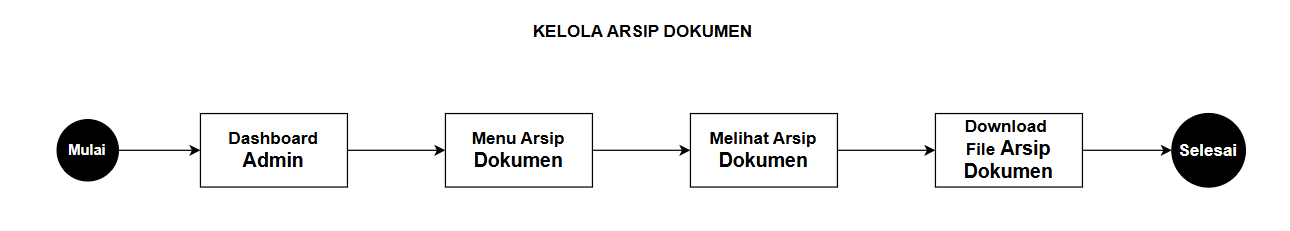 KELOLA ARSIP DOKUMEN
Mulai
Dashboard
Admin
Menu Arsip
Dokumen
Melihat Arsip
Dokumen
Download
File Arsip
Dokumen
Selesai